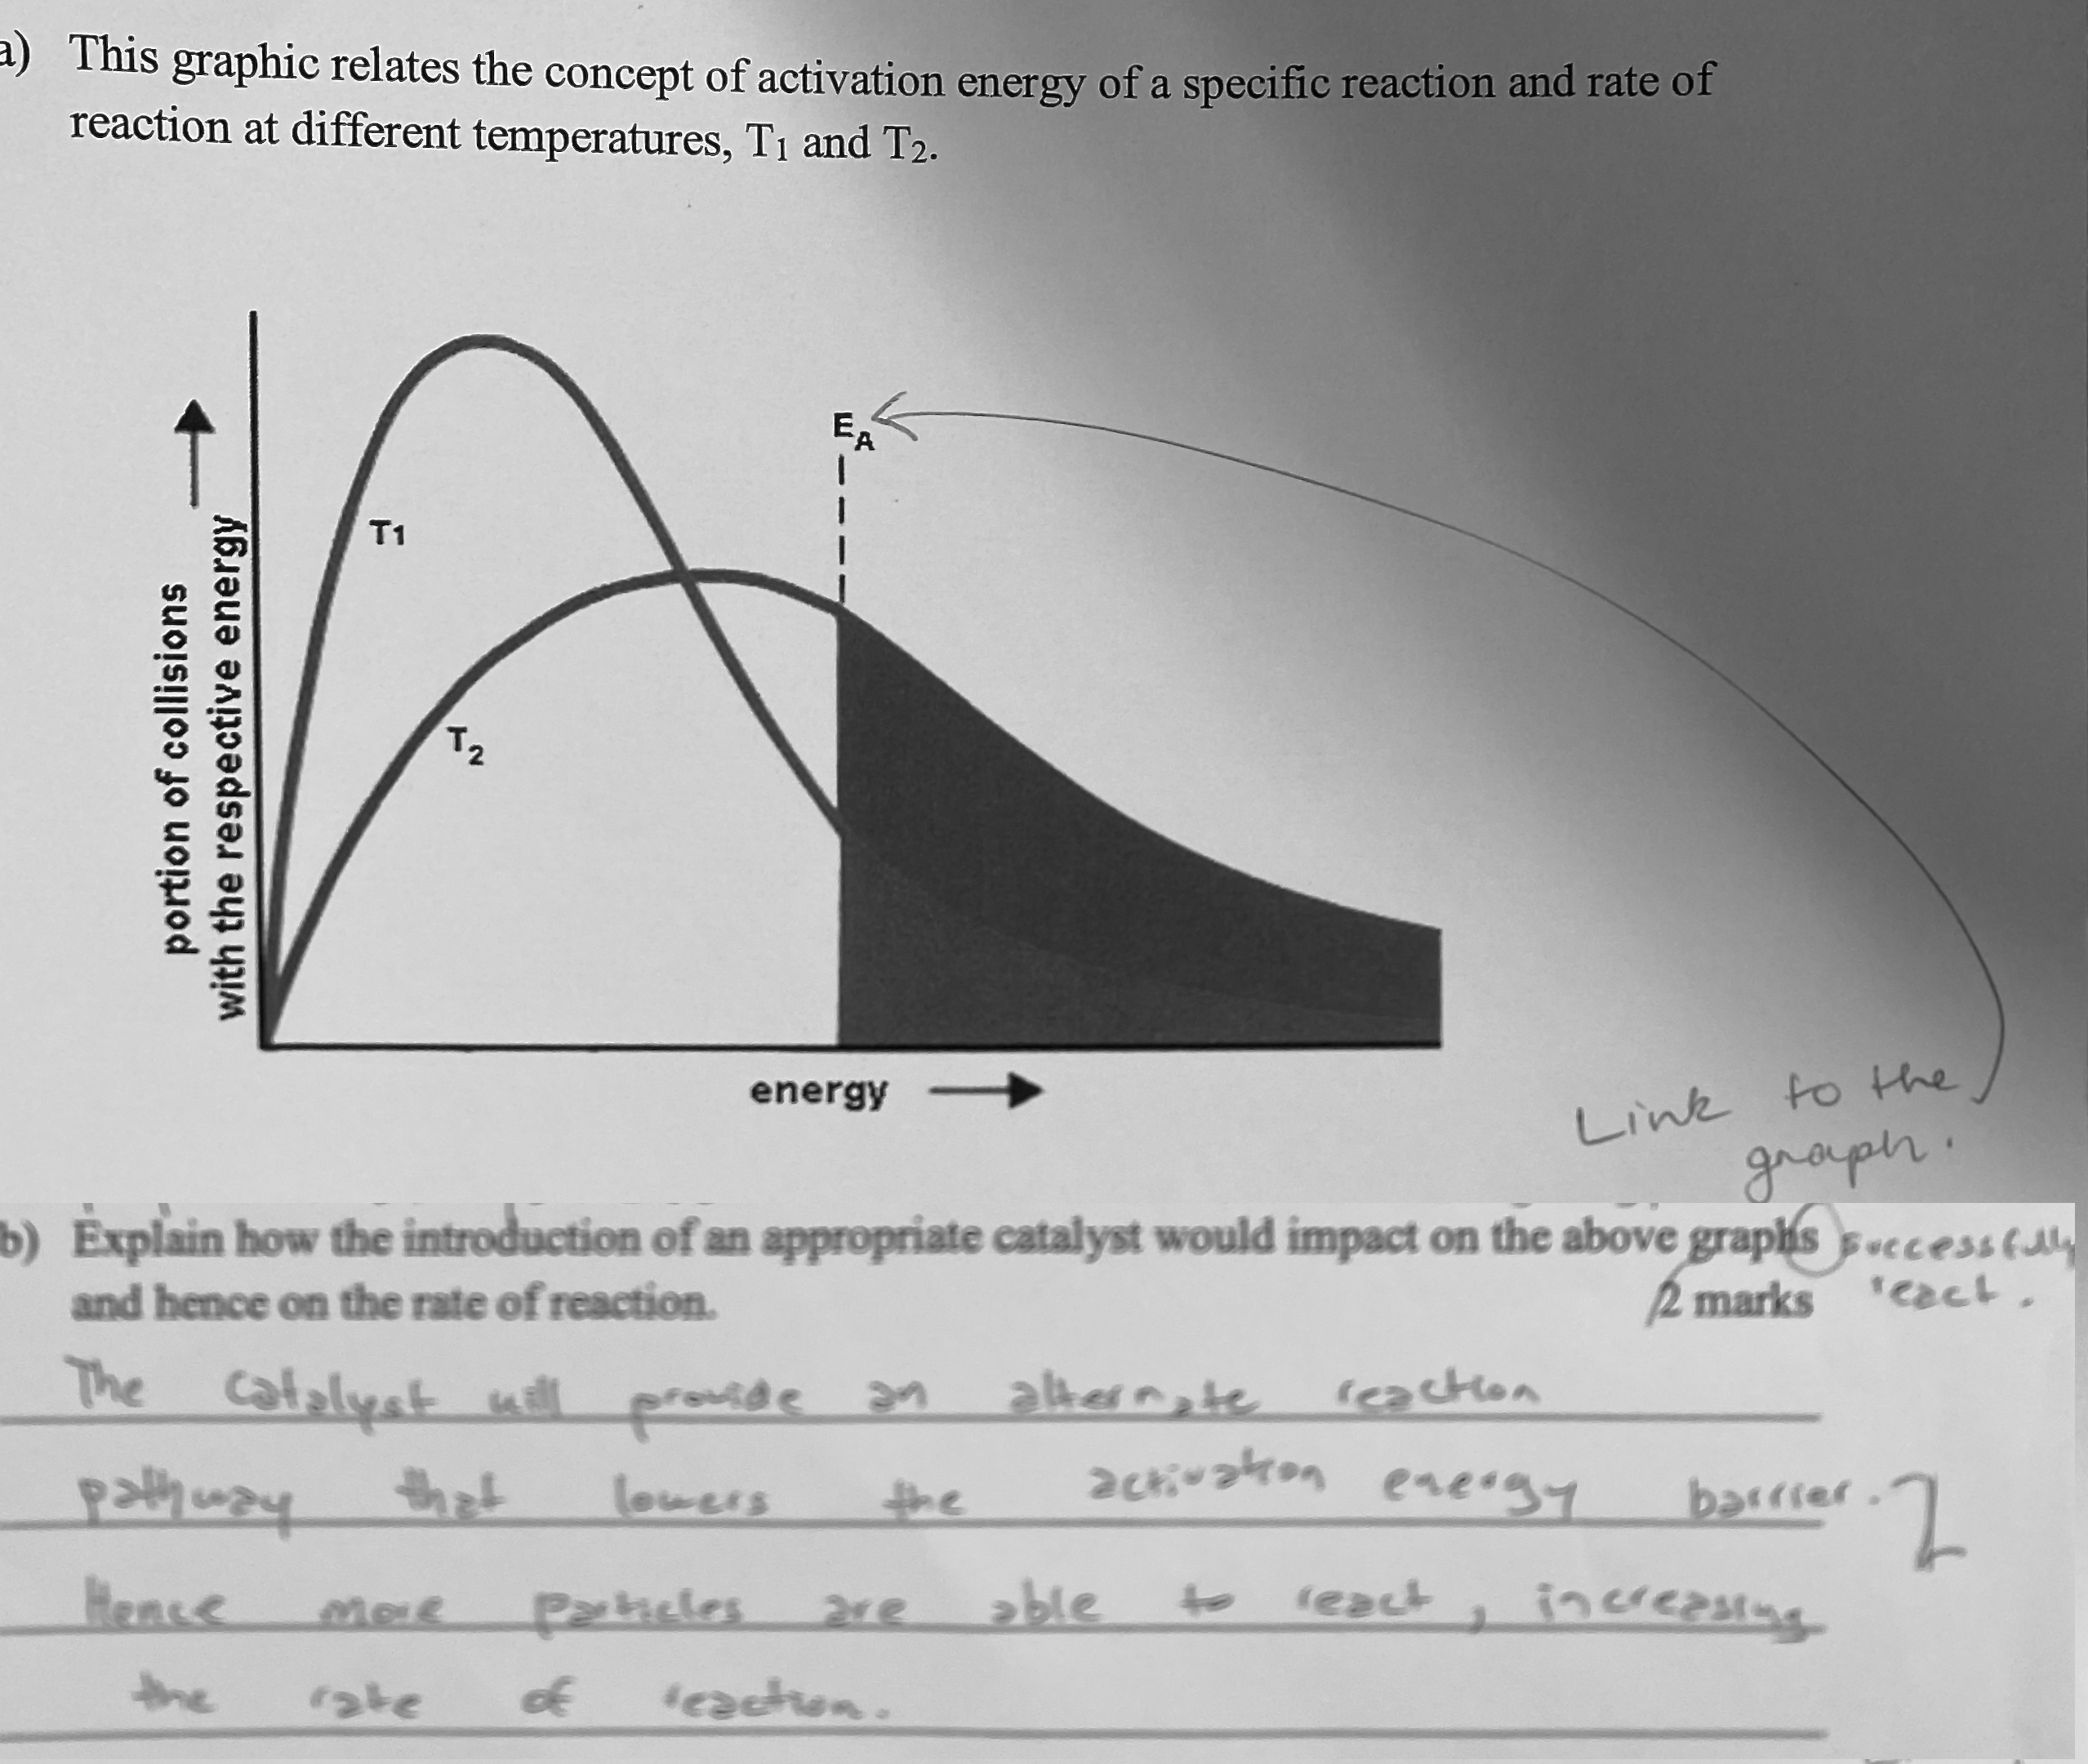 a) This graphic relates the concept of activation energy of a specific reaction and rate of
reaction at different temperatures, T1 and T2.
EA
T1
T2
portion of collisions
with the respective energy
energy
Link to the
graph.
b) Explain how the introduction of an appropriate catalyst would impact on the above graphs
successfully
and hence on the rate of reaction.
2 marks
react.
The catalyst will provide an alternate reaction
pathway that lowers the activation energy barrier.
2
Hence more particles are able to react, increasing
the rate of reaction.